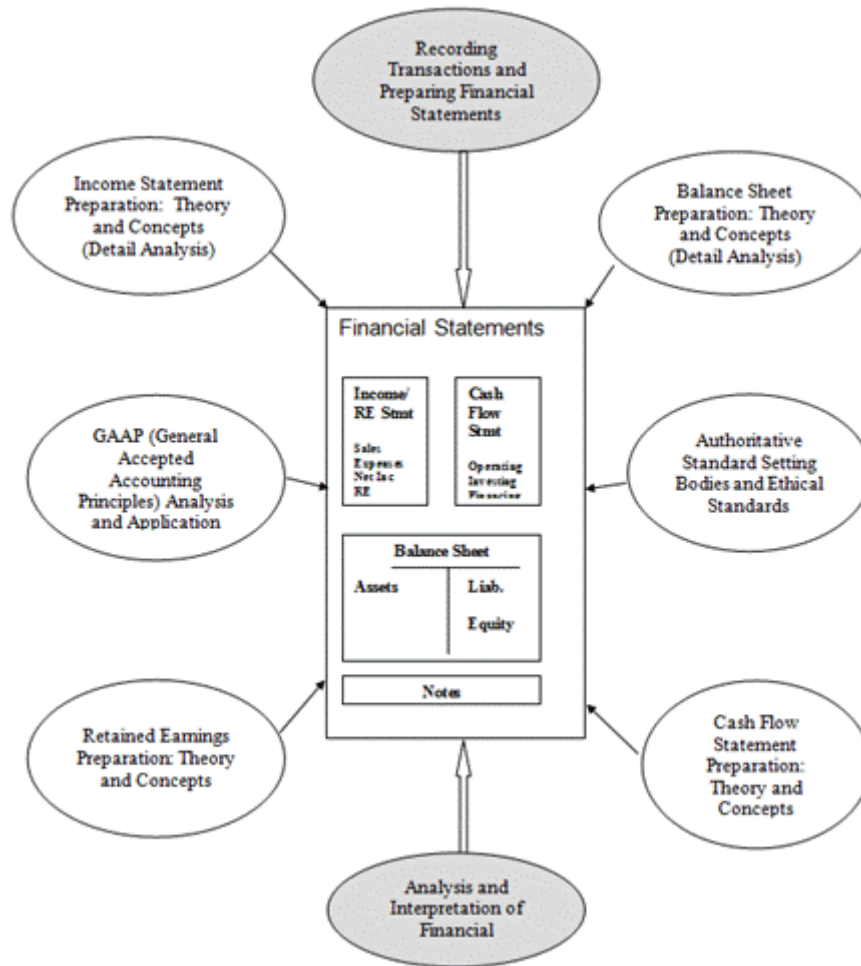 Recording
Transactions and
Preparing Financial
Statements
Income Statement
Preparation: Theory
and Concepts
(Detail Analysis)
Balance Sheet
Preparation: Theory
and Concepts
(Detail Analysis)
Financial Statements
Income/
RE Stmt
Sales
Expenses
Net Inc
RE
Cash
Flow
Stmt
Operating
Investing
Financing
GAAP (General
Accepted
Accounting
Principles) Analysis
and Application
Authoritative
Standard Setting
Bodies and Ethical
Standards
Balance Sheet
Assets
Liab.
Equity
Notes
Retained Earnings
Preparation: Theory
and Concepts
Cash Flow
Statement
Preparation:
Theory and
Concepts
Analysis and
Interpretation of
Financial